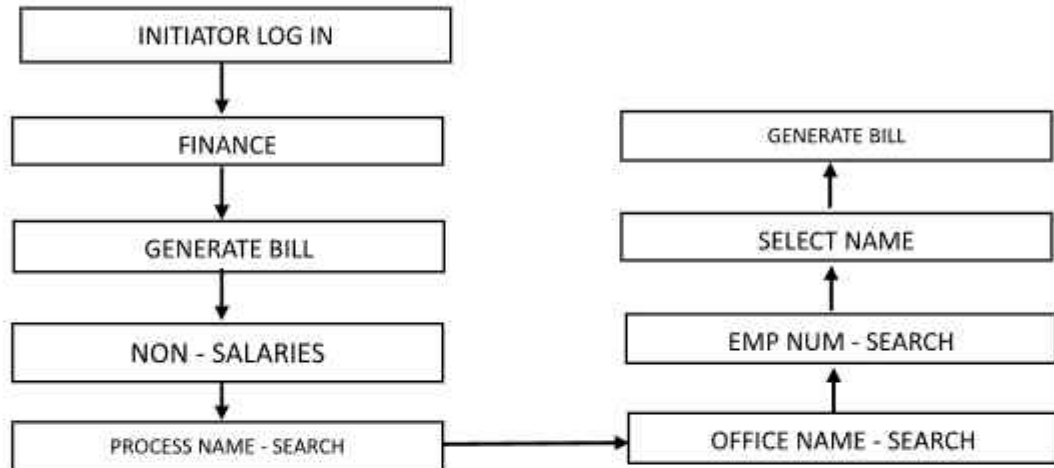 INITIATOR LOG IN
FINANCE
GENERATE BILL
NON - SALARIES
PROCESS NAME - SEARCH
OFFICE NAME - SEARCH
EMP NUM - SEARCH
SELECT NAME
GENERATE BILL